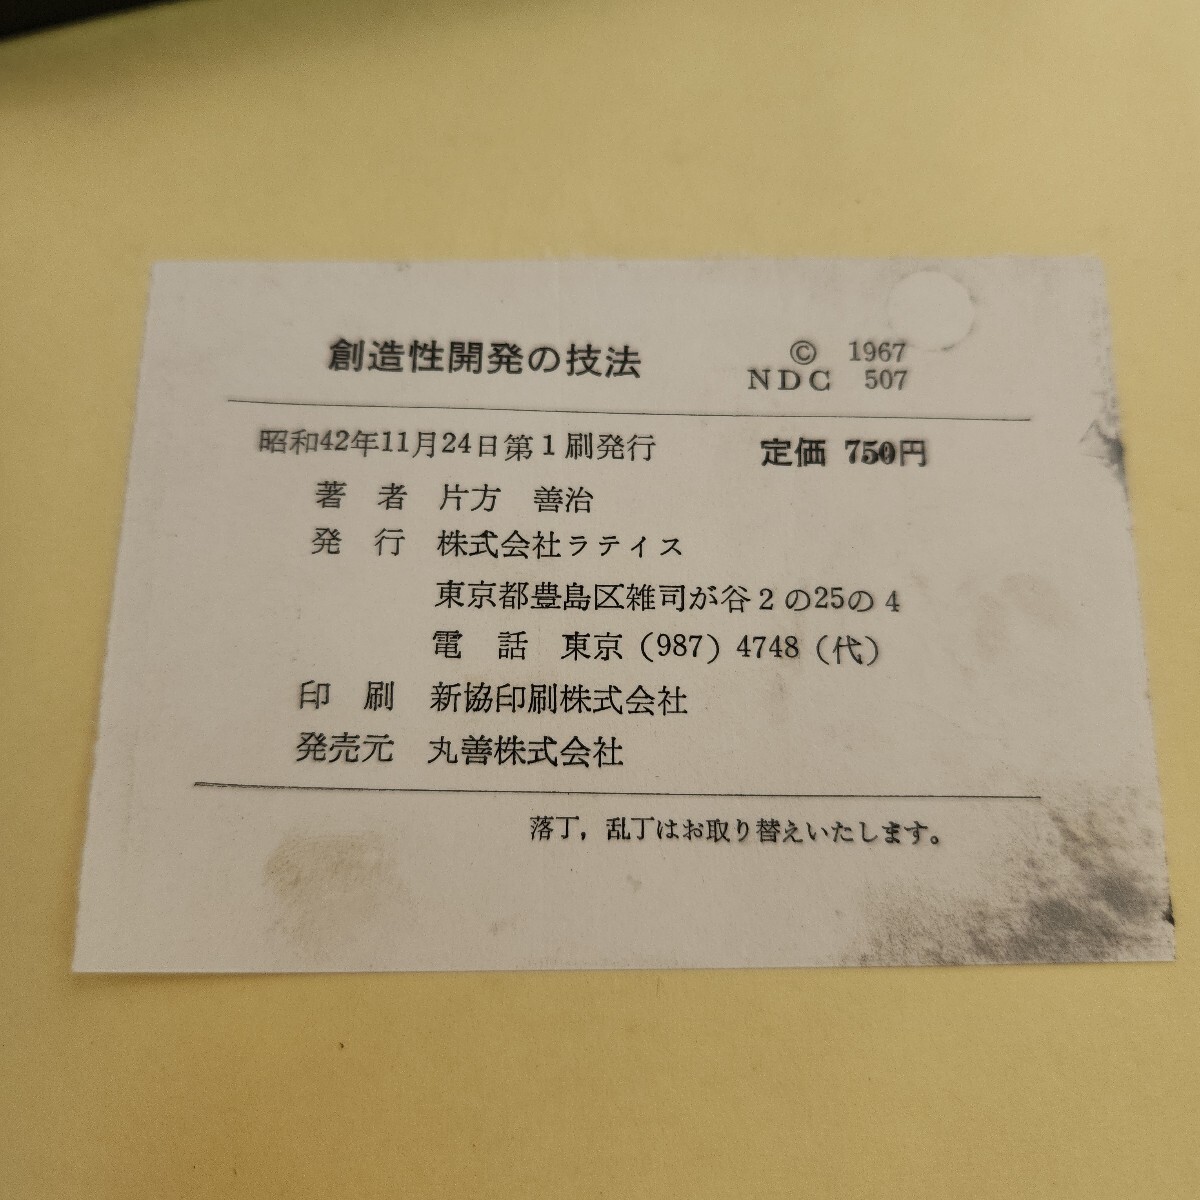 創造性開発の技法
© 1967
NDC 507
昭和42年11月24日第1刷発行 定価 750円
著者 片方 善治
発行 株式会社ラテイス
東京都豊島区雑司が谷2の25の4
電話 東京 (987) 4748 (代)
印刷 新協印刷株式会社
発売元 丸善株式会社
落丁，乱丁はお取り替えいたします。